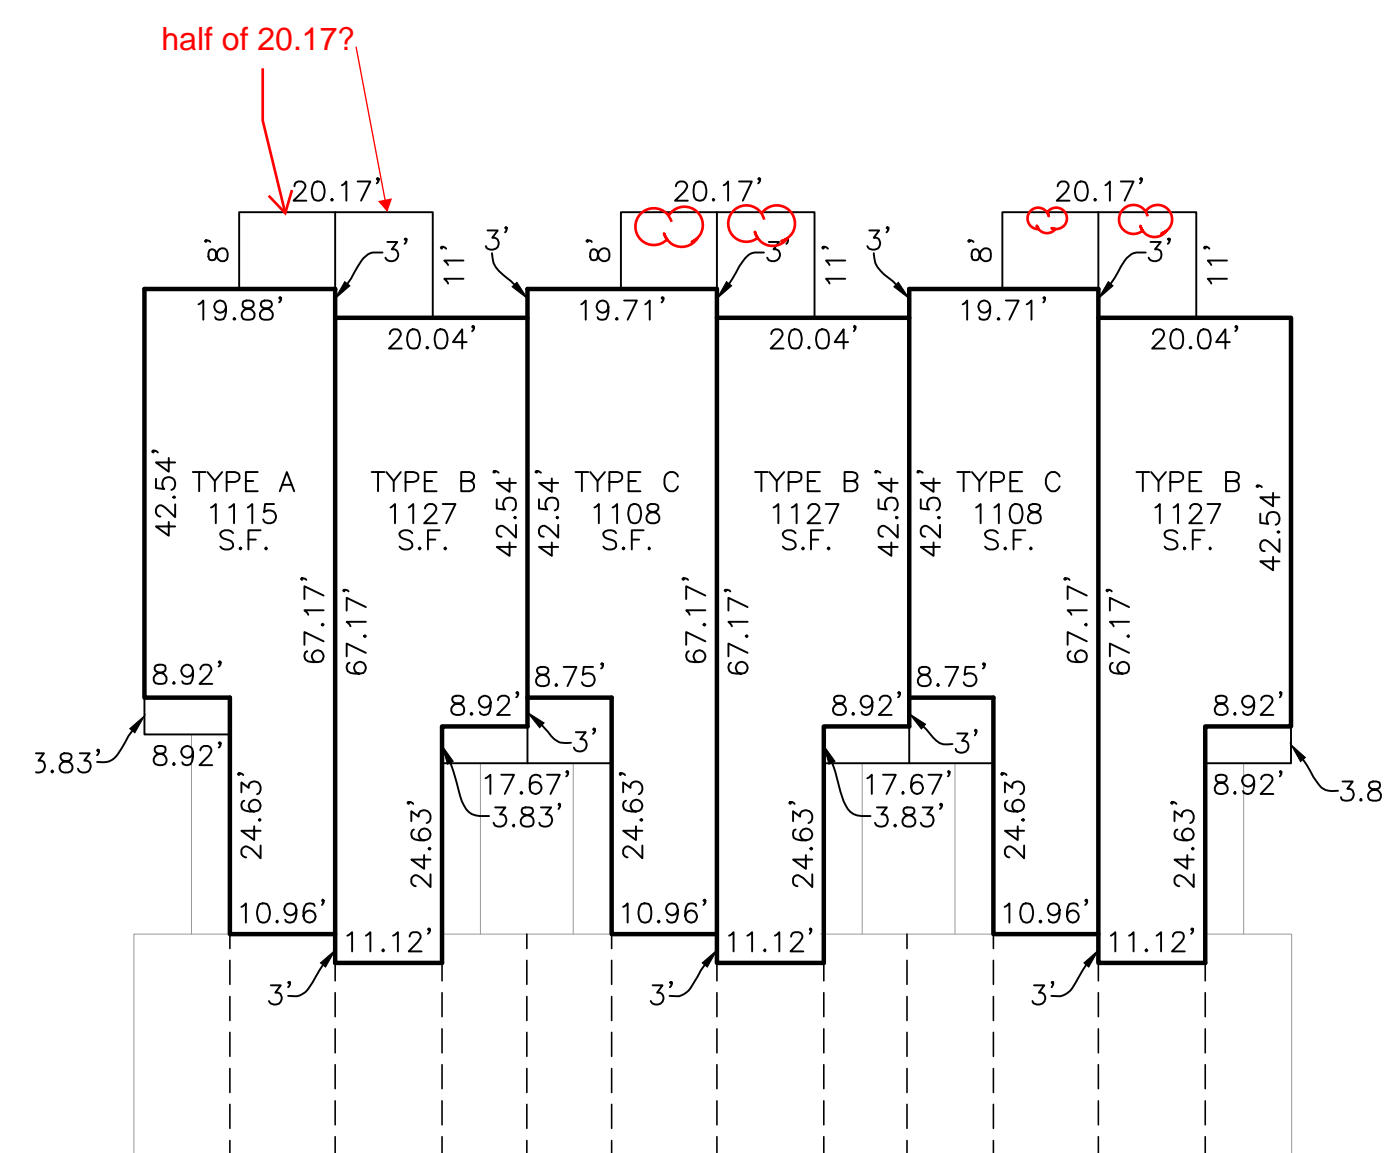 half of 20.17?
20.17' 20.17' 20.17'
8' 3' 11' 3' 8' 3' 11' 3' 8' 3' 11'
19.88' 19.71' 19.71'
20.04' 20.04' 20.04'
42.54' 42.54' 42.54' 42.54' 42.54' 42.54'
TYPE A TYPE B TYPE C TYPE B TYPE C TYPE B
1115 1127 1108 1127 1108 1127
S.F. S.F. S.F. S.F. S.F. S.F.
67.17' 67.17' 67.17' 67.17' 67.17' 67.17'
8.92' 8.75' 8.75'
8.92' 8.92' 8.92'
3.83' 8.92' 3' 3'
17.67' 17.67' 8.92' 3.8
3.83' 3.83'
24.63' 24.63' 24.63' 24.63' 24.63' 24.63'
10.96' 10.96' 10.96'
11.12' 11.12' 11.12'
3' 3' 3'